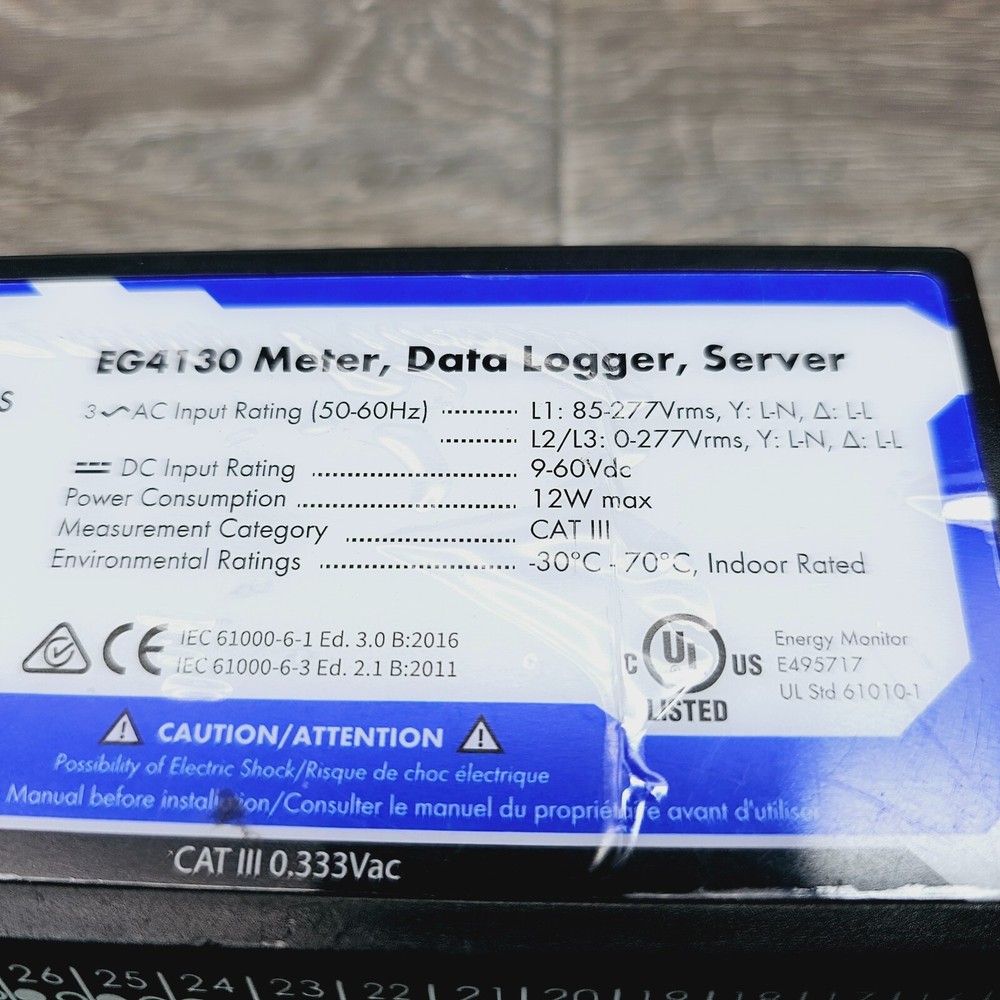 S
EG4130 Meter, Data Logger, Server
3 AC Input Rating (50-60Hz) ............ L1: 85-277Vrms, Y: L-N, Δ: L-L
............ L2/L3: 0-277Vrms, Y: L-N, Δ: L-L
DC Input Rating ............ 9-60Vdc
Power Consumption ............ 12W max
Measurement Category ............ CAT III
Environmental Ratings ............ -30°C - 70°C, Indoor Rated
CE IEC 61000-6-1 Ed. 3.0 B:2016
IEC 61000-6-3 Ed. 2.1 B:2011
C UL US
LISTED
Energy Monitor
E495717
UL Std 61010-1
CAUTION/ATTENTION
Possibility of Electric Shock/Risque de choc électrique
Manual before installation/Consulter le manuel du propriétaire avant d'utiliser
CAT III 0.333Vac
26 25 24 23 22 21 20